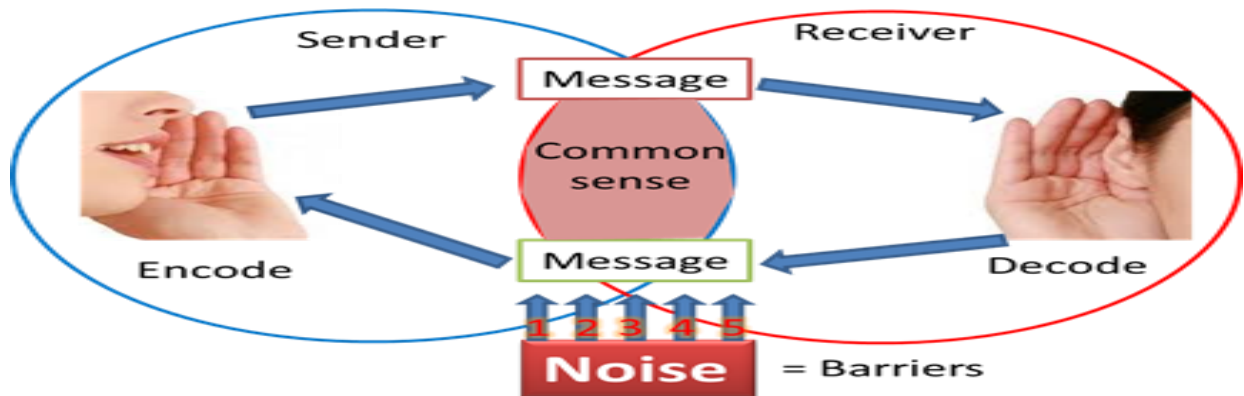 Sender
Receiver
Message
Common
sense
Message
Encode
Decode
1 2 3 4 5
Noise = Barriers